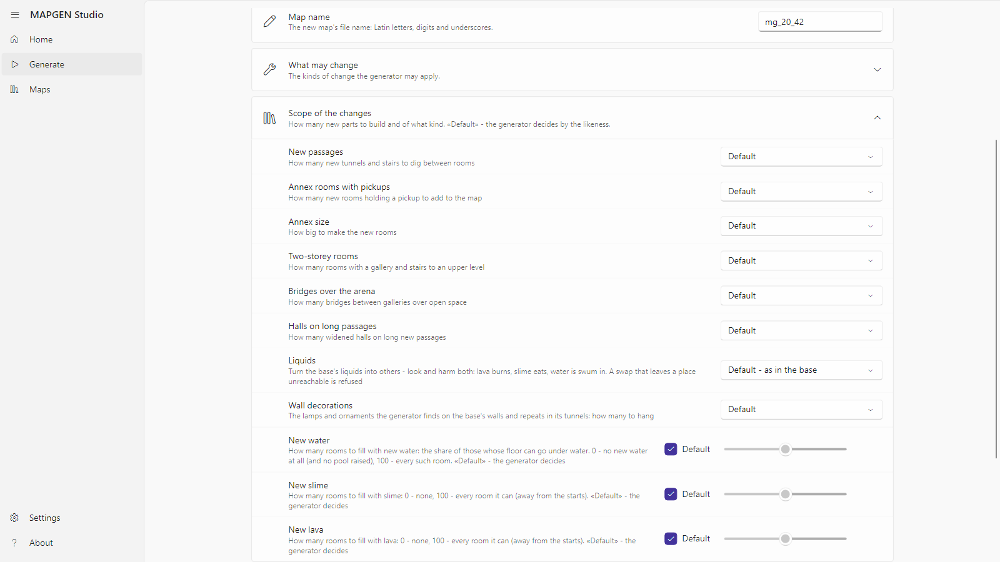 MAPGEN Studio
Home
Generate
Maps
Settings
? About
Map name
The new map's file name: Latin letters, digits and underscores.
mg_20_42
What may change
The kinds of change the generator may apply.
Scope of the changes
How many new parts to build and of what kind. «Default» - the generator decides by the likeness.
New passages
How many new tunnels and stairs to dig between rooms
Default
Annex rooms with pickups
How many new rooms holding a pickup to add to the map
Default
Annex size
How big to make the new rooms
Default
Two-storey rooms
How many rooms with a gallery and stairs to an upper level
Default
Bridges over the arena
How many bridges between galleries over open space
Default
Halls on long passages
How many widened halls on long new passages
Default
Liquids
Turn the base's liquids into others - look and harm both: lava burns, slime eats, water is swum in. A swap that leaves a place
unreachable is refused
Default - as in the base
Wall decorations
The lamps and ornaments the generator finds on the base's walls and repeats in its tunnels: how many to hang
Default
New water
How many rooms to fill with new water: the share of those whose floor can go under water. 0 - no new water
at all (and no pool raised), 100 - every such room. «Default» - the generator decides
Default
New slime
How many rooms to fill with slime: 0 - none, 100 - every room it can (away from the starts). «Default» - the
generator decides
Default
New lava
How many rooms to fill with lava: 0 - none, 100 - every room it can (away from the starts). «Default» - the
generator decides
Default